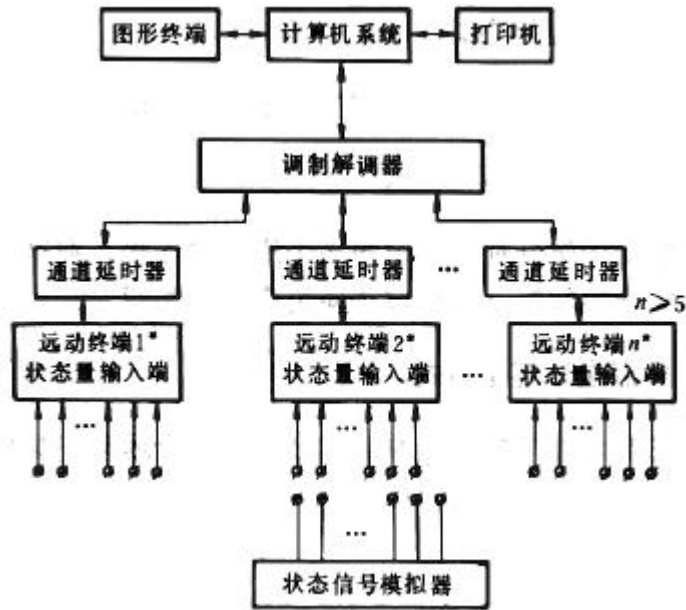 图形终端
计算机系统
打印机
调制解调器
通道延时器
通道延时器
…
通道延时器
n≥5
远动终端1#
状态量输入端
远动终端2#
状态量输入端
…
远动终端n#
状态量输入端
…
…
…
…
状态信号模拟器